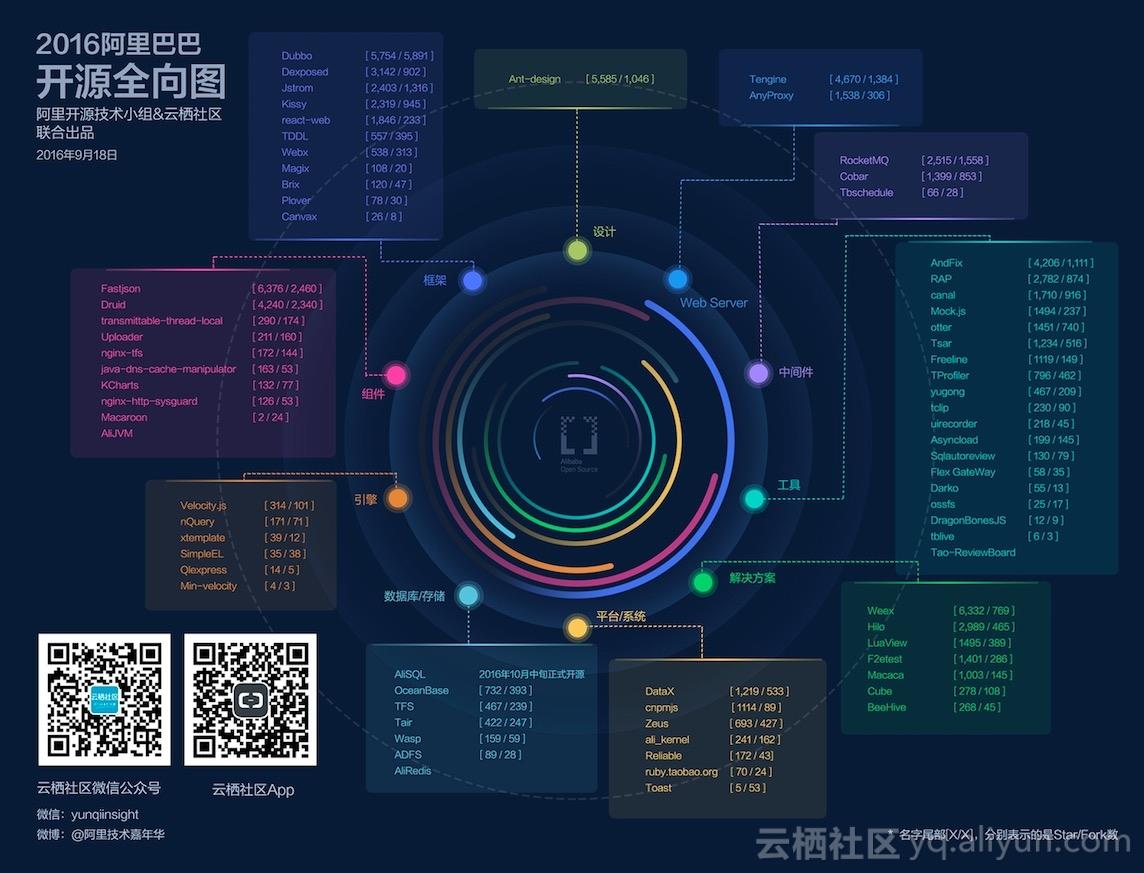 2016阿里巴巴
开源全向图
阿里开源技术小组&云栖社区
联合出品
2016年9月18日
Dubbo [ 5,754 / 5,891 ]
Dexposed [ 3,142 / 902 ]
Jstrom [ 2,403 / 1,316 ]
Kissy [ 2,319 / 945 ]
react-web [ 1,846 / 233 ]
TDDL [ 557 / 395 ]
Webx [ 538 / 313 ]
Magix [ 108 / 20 ]
Brix [ 120 / 47 ]
Plover [ 78 / 30 ]
Canvax [ 26 / 8 ]
框架
Ant-design [ 5,585 / 1,046 ]
设计
Tengine [ 4,670 / 1,384 ]
AnyProxy [ 1,538 / 306 ]
Web Server
RocketMQ [ 2,515 / 1,558 ]
Cobar [ 1,399 / 853 ]
Tbschedule [ 66 / 28 ]
中间件
AndFix [ 4,206 / 1,111 ]
RAP [ 2,782 / 874 ]
canal [ 1,710 / 916 ]
Mock.js [ 1494 / 237 ]
otter [ 1451 / 740 ]
Tsar [ 1,234 / 516 ]
Freeline [ 1119 / 149 ]
TProfiler [ 796 / 462 ]
yugong [ 467 / 209 ]
tclip [ 230 / 90 ]
uirecorder [ 218 / 45 ]
Asyncload [ 199 / 145 ]
Sqlautoreview [ 130 / 79 ]
Flex GateWay [ 58 / 35 ]
Darko [ 55 / 13 ]
ossfs [ 25 / 17 ]
DragonBonesJS [ 12 / 9 ]
tblive [ 6 / 3 ]
Tao-ReviewBoard
工具
Fastjson [ 6,376 / 2,460 ]
Druid [ 4,240 / 2,340 ]
transmittable-thread-local [ 290 / 174 ]
Uploader [ 211 / 160 ]
nginx-tfs [ 172 / 144 ]
java-dns-cache-manipulator [ 163 / 53 ]
KCharts [ 132 / 77 ]
nginx-http-sysguard [ 126 / 53 ]
Macaroon [ 2 / 24 ]
AliJVM
组件
Alibaba
Open Source
Velocity.js [ 314 / 101 ]
nQuery [ 171 / 71 ]
xtemplate [ 39 / 12 ]
SimpleEL [ 35 / 38 ]
Qlexpress [ 14 / 5 ]
Min-velocity [ 4 / 3 ]
引擎
解决方案
Weex [ 6,332 / 769 ]
Hilo [ 2,989 / 465 ]
LuaView [ 1495 / 389 ]
F2etest [ 1,401 / 286 ]
Macaca [ 1,003 / 145 ]
Cube [ 278 / 108 ]
BeeHive [ 268 / 45 ]
数据库/存储
AliSQL 2016年10月中旬正式开源
OceanBase [ 732 / 393 ]
TFS [ 467 / 239 ]
Tair [ 422 / 247 ]
Wasp [ 159 / 59 ]
ADFS [ 89 / 28 ]
AliRedis
平台/系统
DataX [ 1,219 / 533 ]
cnpmjs [ 1114 / 89 ]
Zeus [ 693 / 427 ]
ali_kernel [ 241 / 162 ]
Reliable [ 172 / 43]
ruby.taobao.org [ 70 / 24 ]
Toast [ 5 / 53 ]
云栖社区
云栖社区微信公众号
云栖社区App
微信：yunqiinsight
微博：@阿里技术嘉年华
* 名字尾部[X/X]，分别表示的是Star/Fork数
云栖社区 yq.aliyun.com